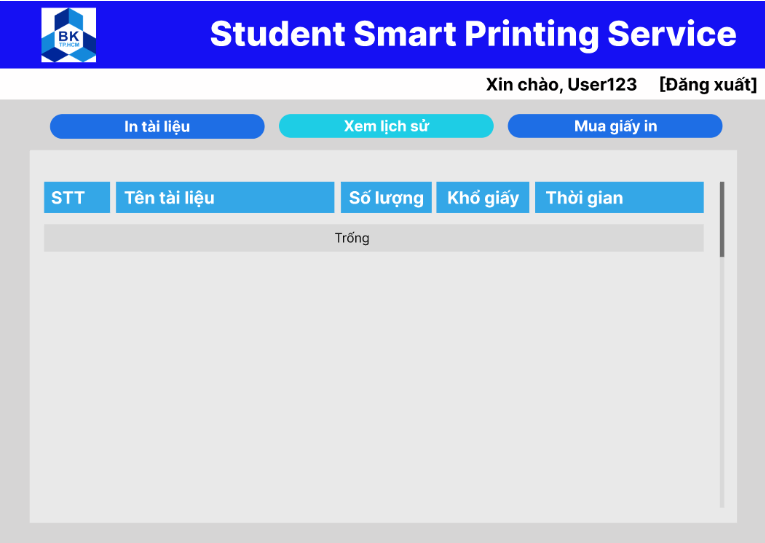 BK
TP.HCM
Student Smart Printing Service
Xin chào, User123 [Đăng xuất]
In tài liệu Xem lịch sử Mua giấy in
STT Tên tài liệu Số lượng Khổ giấy Thời gian
Trống